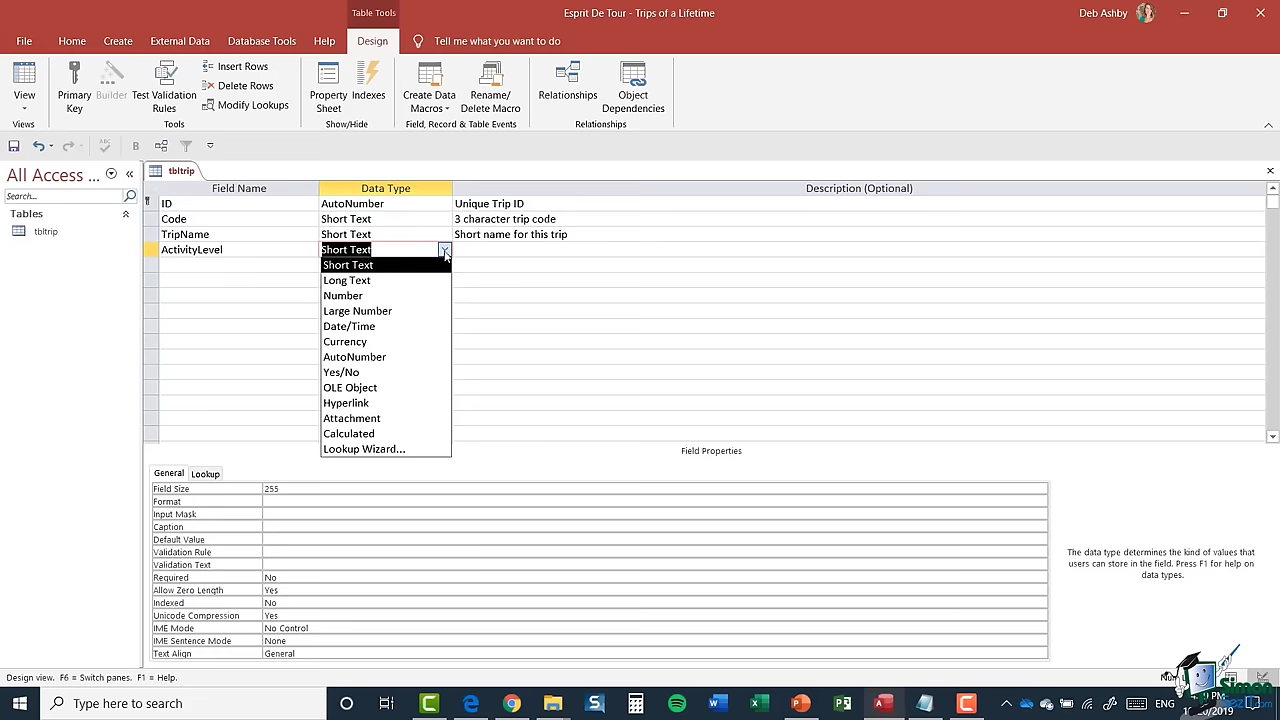 Table Tools
Esprit De Tour - Trips of a Lifetime
Deb Ashby
File
Home
Create
External Data
Database Tools
Help
Design
Tell me what you want to do
View
Primary Key
Builder
Test Validation Rules
Insert Rows
Delete Rows
Modify Lookups
Property Sheet
Indexes
Create Data Macros
Rename/ Delete Macro
Relationships
Object Dependencies
Views
Tools
Show/Hide
Field, Record & Table Events
Relationships
ABC
B
All Access ...
Search...
Tables
tbltrip
tbltrip
Field Name
Data Type
Description (Optional)
ID
AutoNumber
Unique Trip ID
Code
Short Text
3 character trip code
TripName
Short Text
Short name for this trip
ActivityLevel
Short Text
Short Text
Long Text
Number
Large Number
Date/Time
Currency
AutoNumber
Yes/No
OLE Object
Hyperlink
Attachment
Calculated
Lookup Wizard...
Field Properties
General
Lookup
Field Size
255
Format
Input Mask
Caption
Default Value
Validation Rule
Validation Text
Required
No
Allow Zero Length
Yes
Indexed
No
Unicode Compression
Yes
IME Mode
No Control
IME Sentence Mode
None
Text Align
General
The data type determines the kind of values that
users can store in the field. Press F1 for help on
data types.
Design view. F6 = Switch panes. F1 = Help.
Type here to search
ENG
Simon